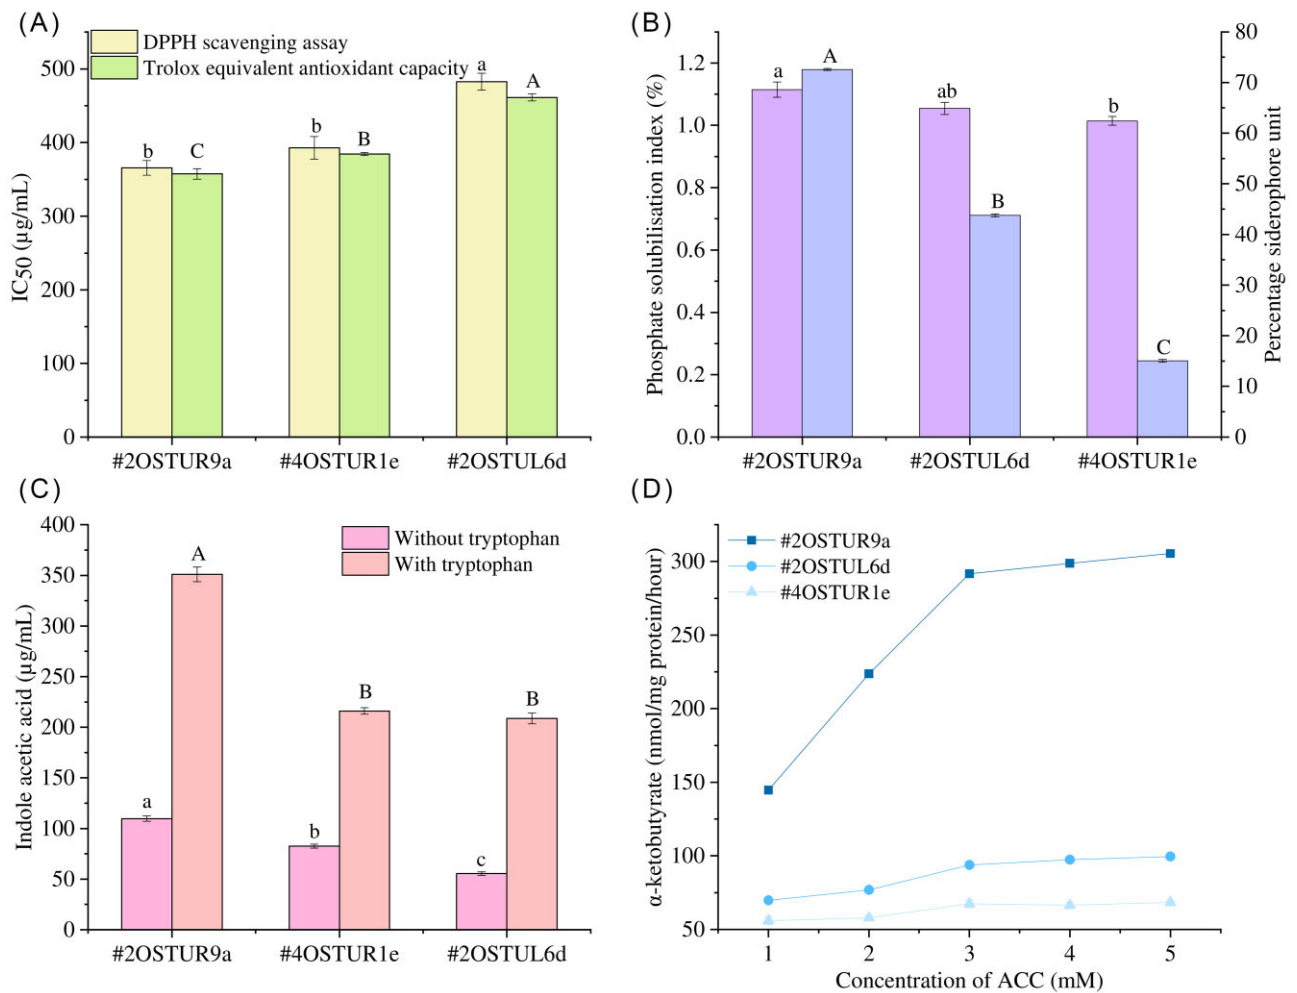 (A)
DPPH scavenging assay
Trolox equivalent antioxidant capacity
IC50 (µg/mL)
500
400
300
200
100
0
b
C
b
B
a
A
#2OSTUR9a
#4OSTUR1e
#2OSTUL6d
(B)
Phosphate solubilisation index (%)
1.2
1.0
0.8
0.6
0.4
0.2
0.0
a
A
ab
B
b
C
80
70
60
50
40
30
20
10
0
Percentage siderophore unit
#2OSTUR9a
#2OSTUL6d
#4OSTUR1e
(C)
Without tryptophan
With tryptophan
Indole acetic acid (µg/mL)
400
350
300
250
200
150
100
50
0
a
A
b
B
c
B
#2OSTUR9a
#4OSTUR1e
#2OSTUL6d
(D)
#2OSTUR9a
#2OSTUL6d
#4OSTUR1e
α-ketobutyrate (nmol/mg protein/hour)
300
250
200
150
100
50
1
2
3
4
5
Concentration of ACC (mM)